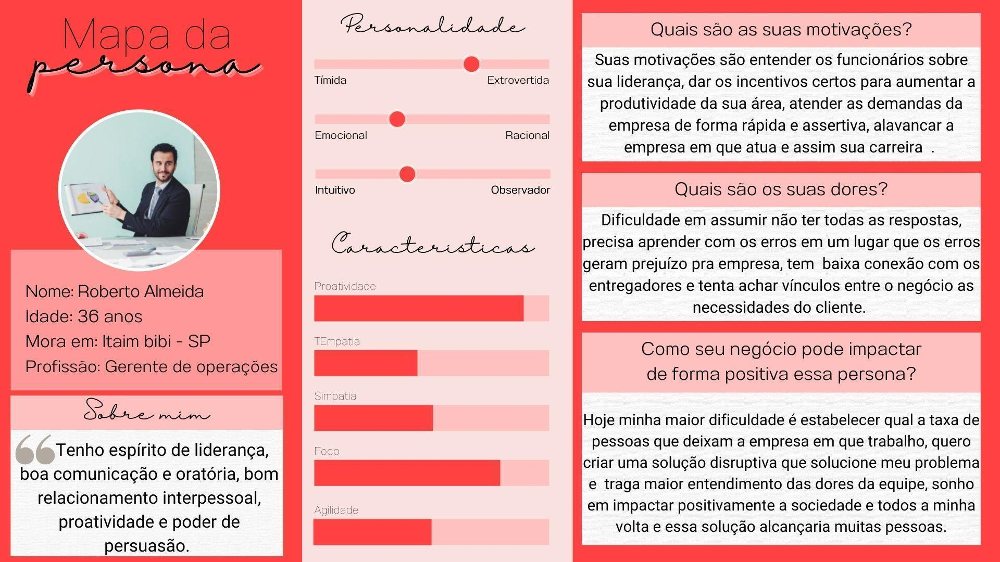 Mapa da
persona
Nome: Roberto Almeida
Idade: 36 anos
Mora em: Itaim bibi - SP
Profissão: Gerente de operações
Sobre mim
“Tenho espírito de liderança,
boa comunicação e oratória, bom
relacionamento interpessoal,
proatividade e poder de
persuasão.
Personalidade
Tímida Extrovertida
Emocional Racional
Intuitivo Observador
Caracteristicas
Proatividade
TEmpatia
Simpatia
Foco
Agilidade
Quais são as suas motivações?
Suas motivações são entender os funcionários sobre
sua liderança, dar os incentivos certos para aumentar a
produtividade da sua área, atender as demandas da
empresa de forma rápida e assertiva, alavancar a
empresa em que atua e assim sua carreira .
Quais são os suas dores?
Dificuldade em assumir não ter todas as respostas,
precisa aprender com os erros em um lugar que os erros
geram prejuízo pra empresa, tem baixa conexão com os
entregadores e tenta achar vínculos entre o negócio as
necessidades do cliente.
Como seu negócio pode impactar
de forma positiva essa persona?
Hoje minha maior dificuldade é estabelecer qual a taxa de
pessoas que deixam a empresa em que trabalho, quero
criar uma solução disruptiva que solucione meu problema
e traga maior entendimento das dores da equipe, sonho
em impactar positivamente a sociedade e todos a minha
volta e essa solução alcançaria muitas pessoas.